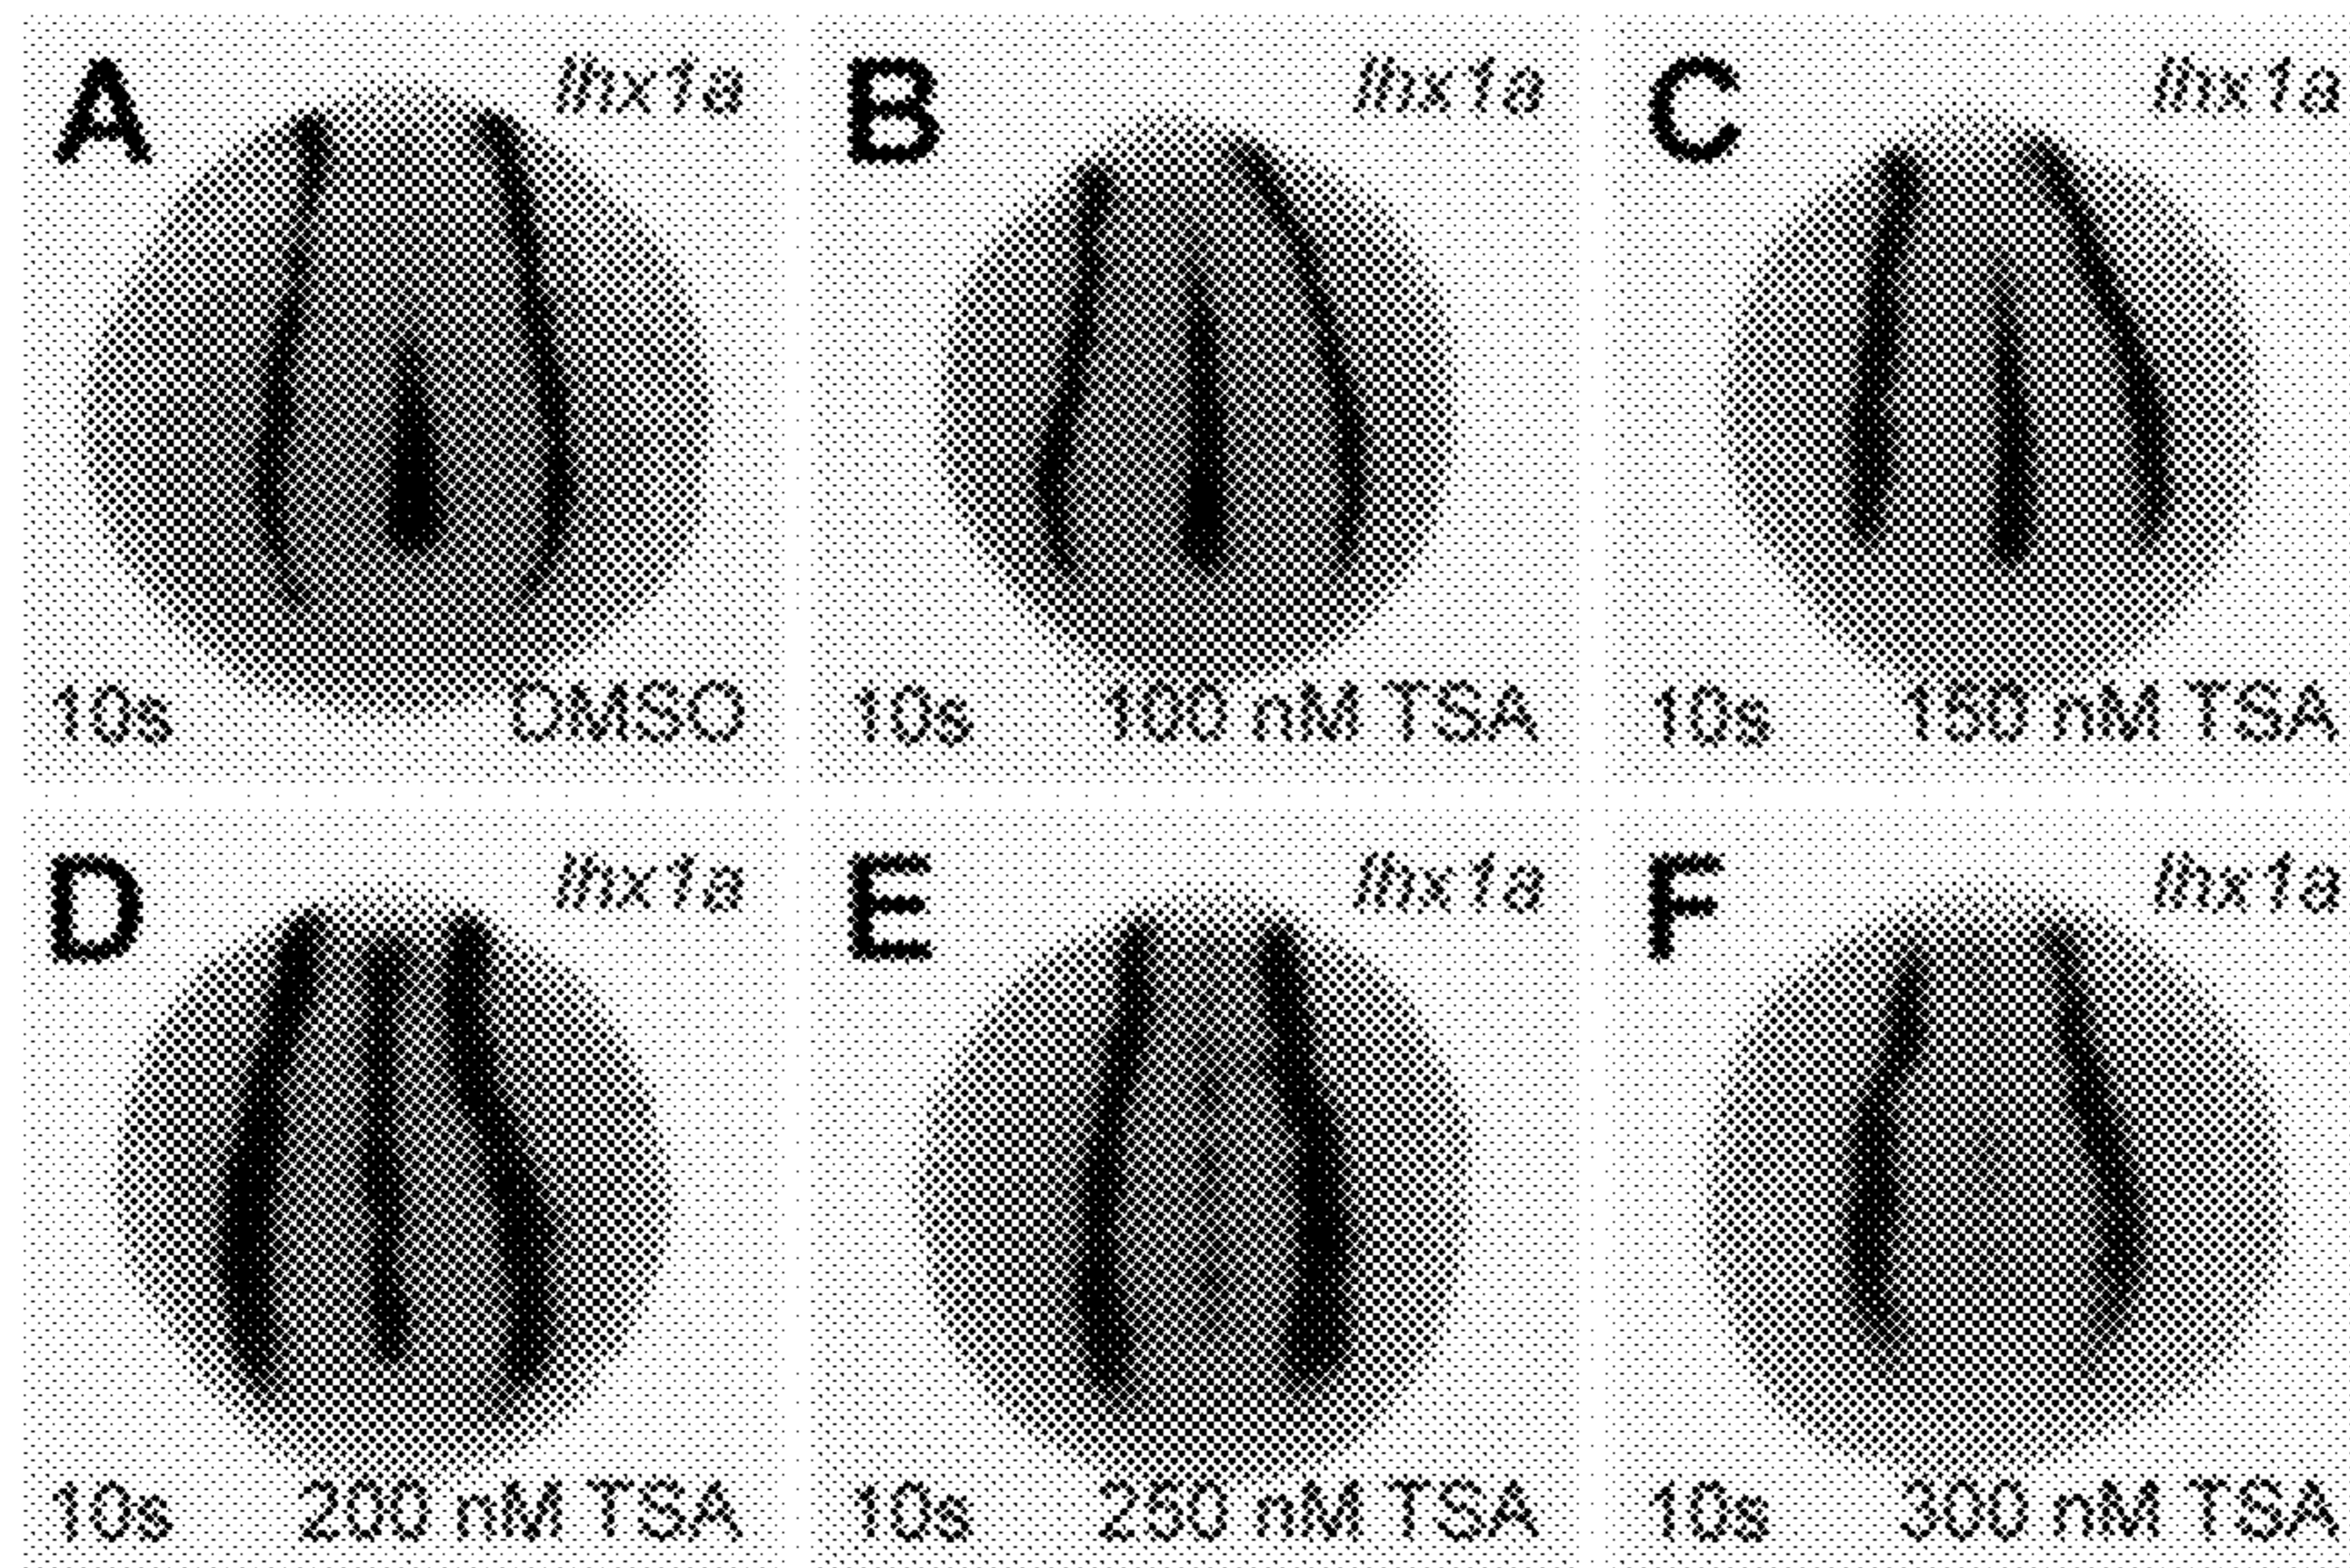 A lhx1a
10s DMSO
B lhx1a
10s 100 nM TSA
C lhx1a
10s 150 nM TSA
D lhx1a
10s 200 nM TSA
E lhx1a
10s 250 nM TSA
F lhx1a
10s 300 nM TSA